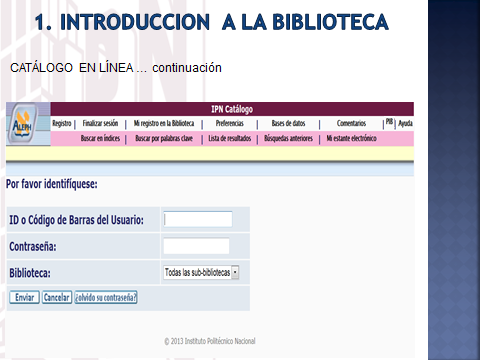 1. INTRODUCCION A LA BIBLIOTECA
CATÁLOGO EN LÍNEA … continuación
IPN Catálogo
ALEPH
Registro | Finalizar sesión | Mi registro en la Biblioteca | Preferencias | Bases de datos | Comentarios | PIB | Ayuda
Buscar en índices | Buscar por palabras clave | Lista de resultados | Búsquedas anteriores | Mi estante electrónico
Por favor identifíquese:
ID o Código de Barras del Usuario:
Contraseña:
Biblioteca: Todas las sub-bibliotecas
Enviar Cancelar ¿olvido su contraseña?
© 2013 Instituto Politécnico Nacional